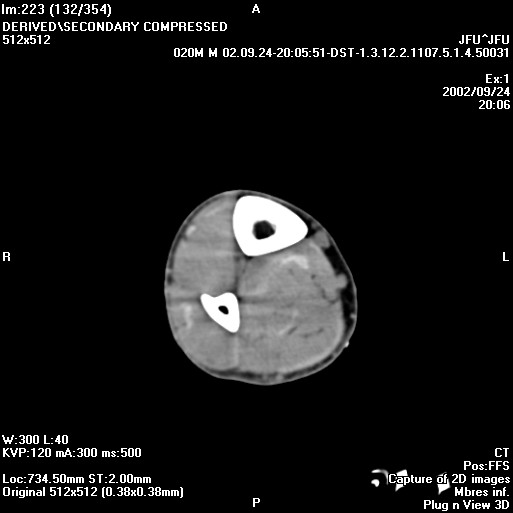 Im:223 (132/354)
A
DERIVED\SECONDARY COMPRESSED
512x512
JFU^JFU
020M M 02.09.24-20:05:51-DST-1.3.12.2.1107.5.1.4.50031
Ex:1
2002/09/24
20:06
R
L
W:300 L:40
KVP:120 mA:300 ms:500
CT
Pos:FFS
Loc:734.50mm ST:2.00mm
Capture of 2D images
Original 512x512 (0.38x0.38mm)
Mbres inf.
P
Plug n View 3D